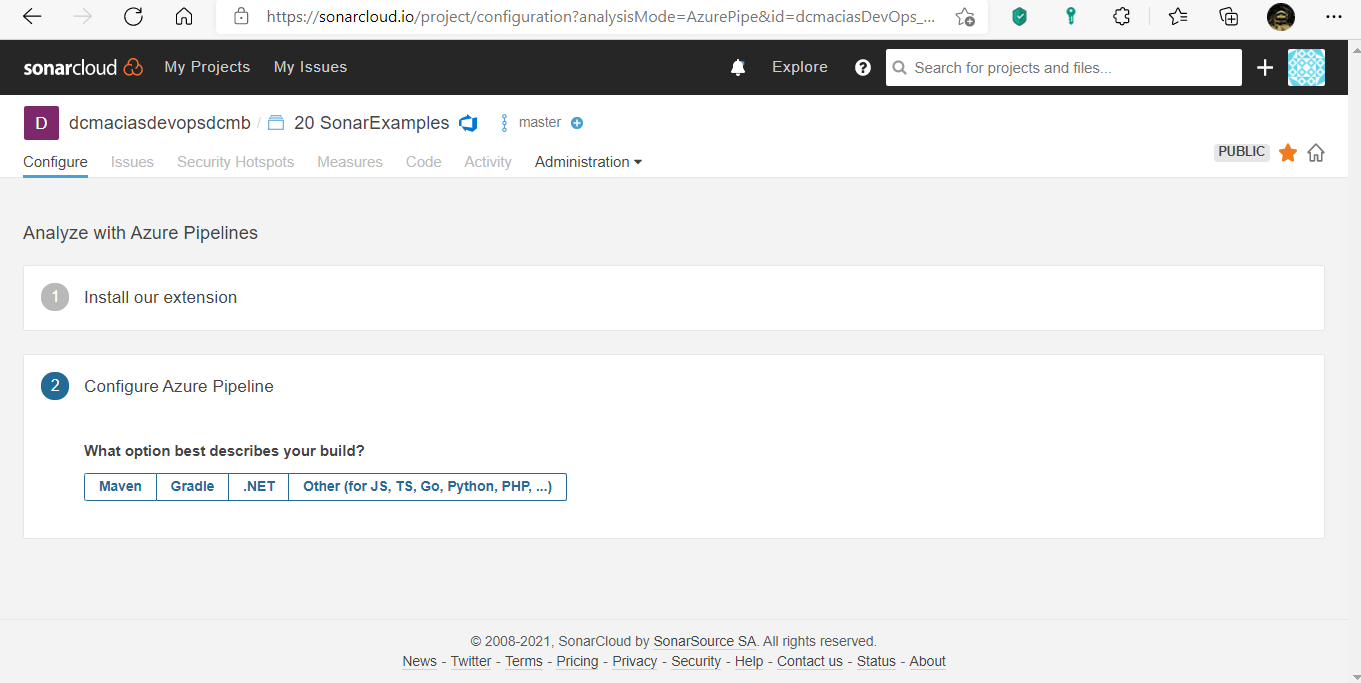 https://sonarcloud.io/project/configuration?analysisMode=AzurePipe&id=dcmaciasDevOps_...
sonarcloud My Projects My Issues Explore ? Search for projects and files... +
D dcmaciasdevopsdcmb / 20 SonarExamples master
Configure Issues Security Hotspots Measures Code Activity Administration PUBLIC
Analyze with Azure Pipelines
1 Install our extension
2 Configure Azure Pipeline
What option best describes your build?
Maven Gradle .NET Other (for JS, TS, Go, Python, PHP, ...)
© 2008-2021, SonarCloud by SonarSource SA. All rights reserved.
News - Twitter - Terms - Pricing - Privacy - Security - Help - Contact us - Status - About